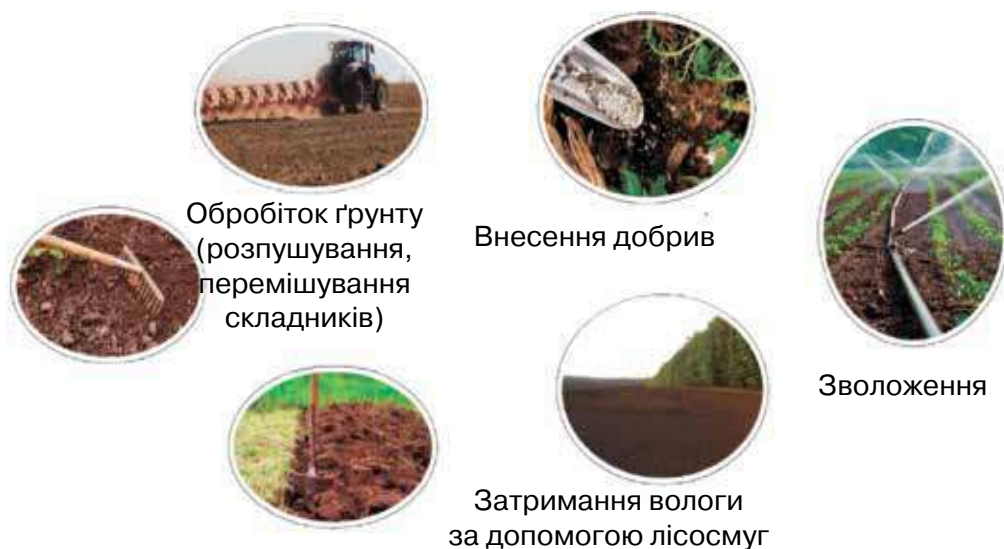 Обробіток ґрунту
(розпушування,
перемішування
складників)
Внесення добрив
Зволоження
Затримання вологи
за допомогою лісосмуг